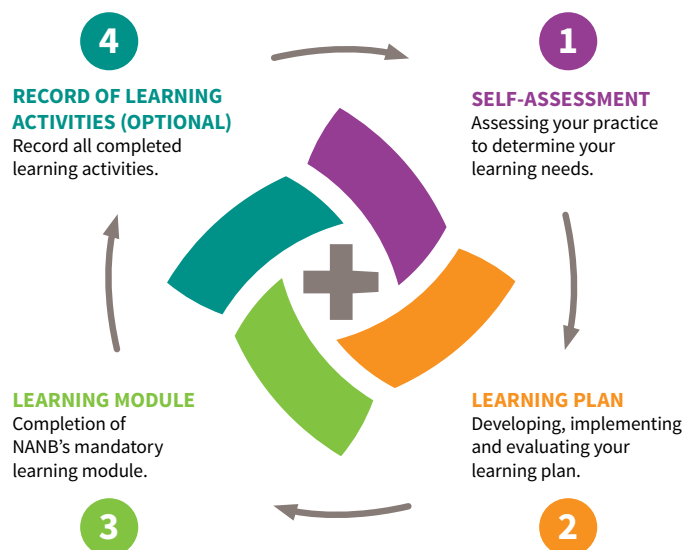 4
RECORD OF LEARNING
ACTIVITIES (OPTIONAL)
Record all completed
learning activities.
1
SELF-ASSESSMENT
Assessing your practice
to determine your
learning needs.
LEARNING MODULE
Completion of
NANB’s mandatory
learning module.
3
LEARNING PLAN
Developing, implementing
and evaluating your
learning plan.
2